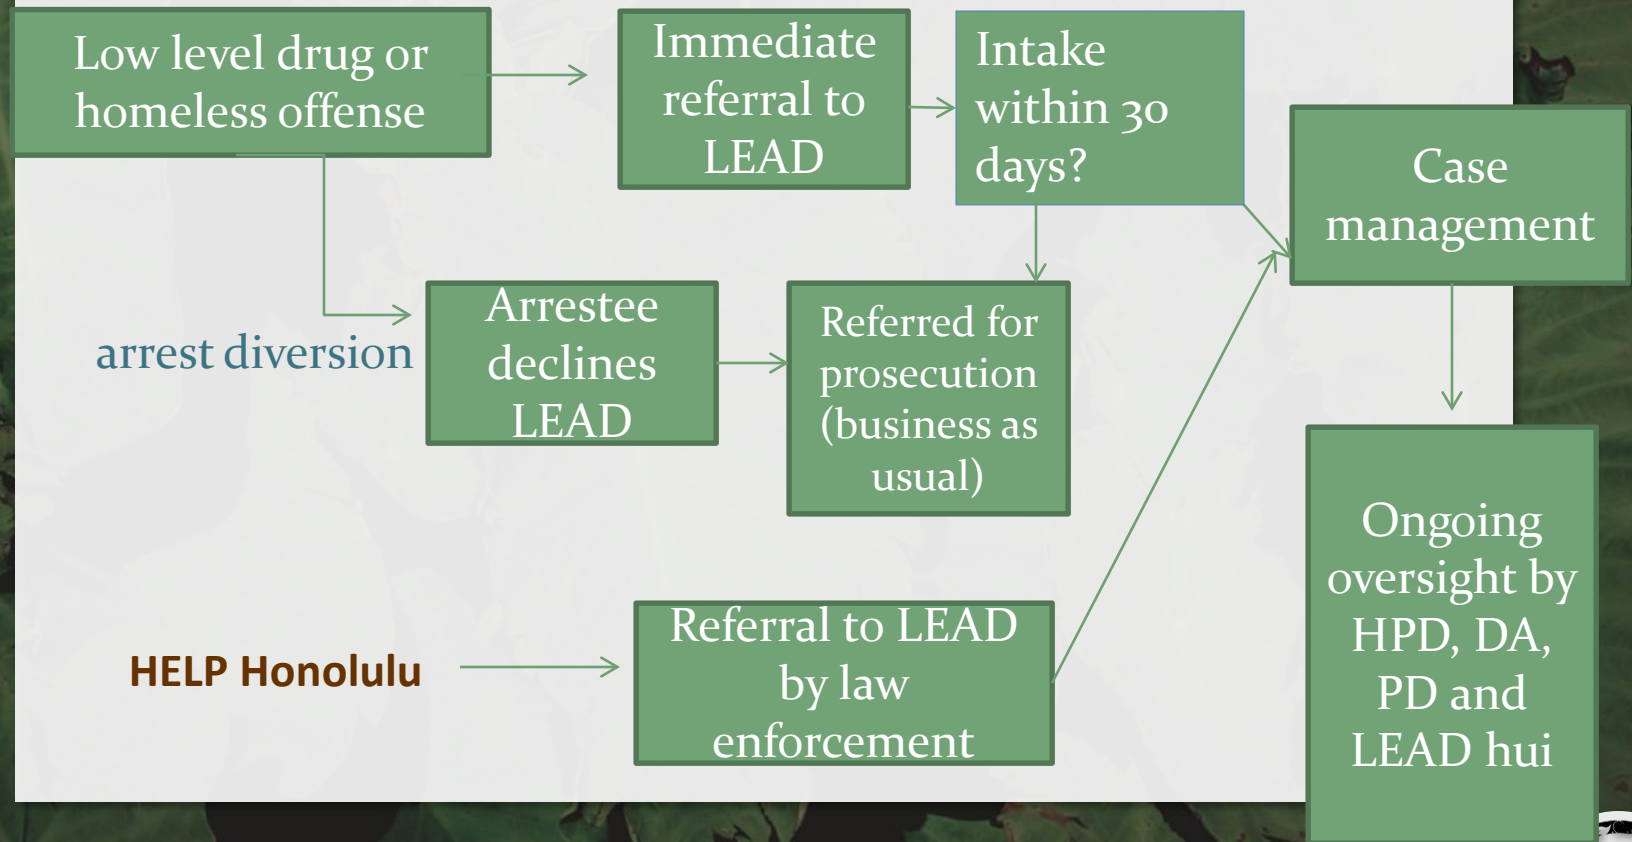 Low level drug or
homeless offense
Immediate
referral to
LEAD
Intake
within 30
days?
Case
management
arrest diversion
Arrestee
declines
LEAD
Referred for
prosecution
(business as
usual)
HELP Honolulu
Referral to LEAD
by law
enforcement
Ongoing
oversight by
HPD, DA,
PD and
LEAD hui